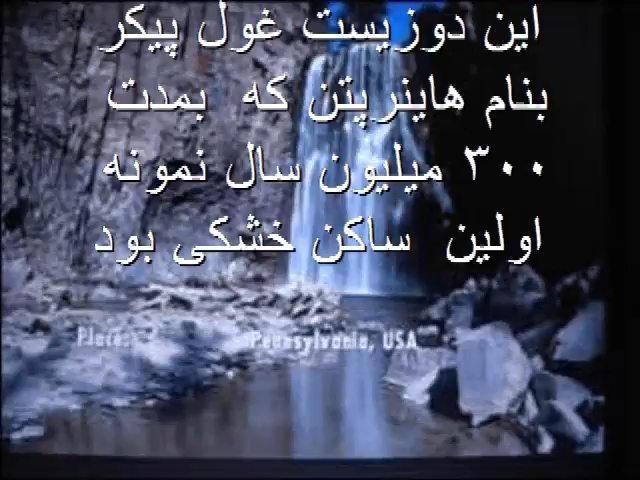 این دوزیست غول پیکر
بنام هاینرپتن که بمدت
۳۰۰ میلیون سال نمونه
اولین ساکن خشکی بود
Place: Pennsylvania, USA